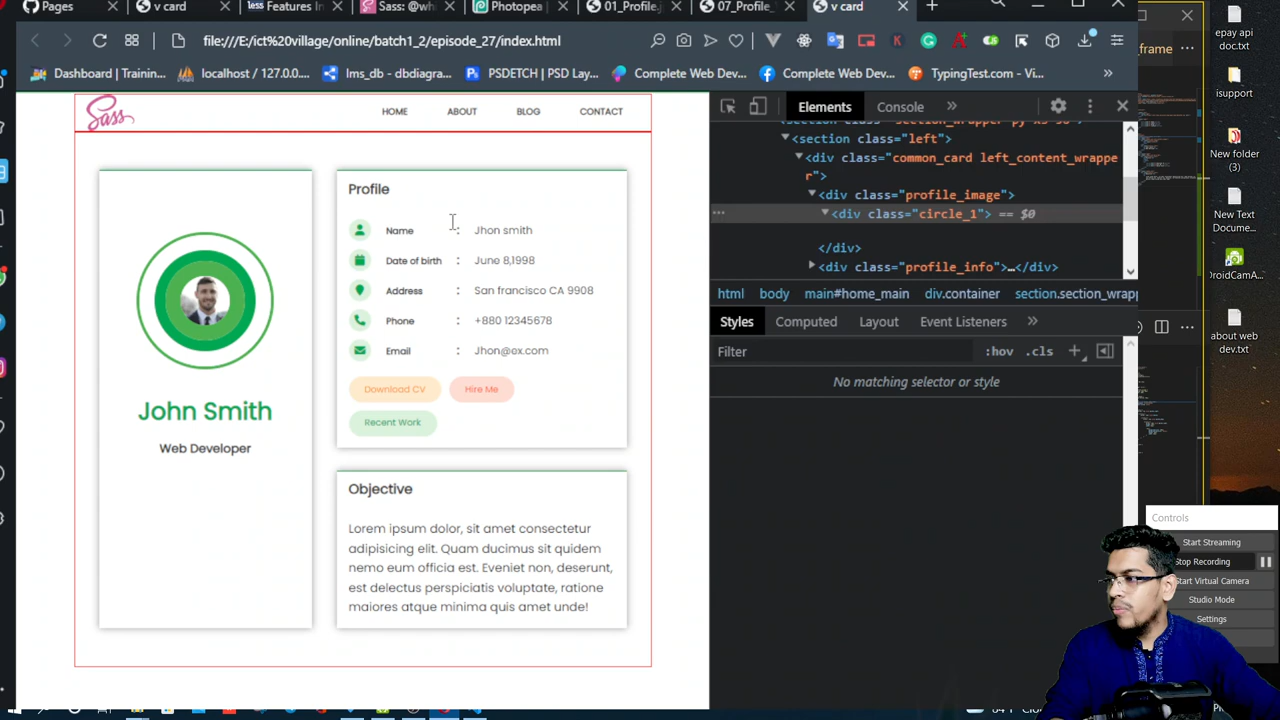 Pages
v card
Features In
Sass: @wh
Photopea
01_Profile.j
07_Profile_
v card
file:///E:/ict%20village/online/batch1_2/episode_27/index.html
Dashboard | Trainin...
localhost / 127.0.0....
lms_db - dbdiagra...
PSDETCH | PSD Lay...
Complete Web Dev...
Complete Web Dev...
TypingTest.com - Vi...
Sass
HOME
ABOUT
BLOG
CONTACT
John Smith
Web Developer
Profile
Name : Jhon smith
Date of birth : June 8,1998
Address : San francisco CA 9908
Phone : +880 12345678
Email : Jhon@ex.com
Download CV
Hire Me
Recent Work
Objective
Lorem ipsum dolor, sit amet consectetur
adipisicing elit. Quam ducimus sit quidem
nemo eum officia est. Eveniet non, deserunt,
est delectus perspiciatis voluptate, ratione
maiores atque minima quis amet unde!
Elements
Console
<section class="left">
<div class="common_card left_content_wrappe
r">
<div class="profile_image">
<div class="circle_1"> == $0
</div>
<div class="profile_info">…</div>
html
body
main#home_main
div.container
section.section_wrapp
Styles
Computed
Layout
Event Listeners
Filter
:hov
.cls
No matching selector or style
frame
epay api
doc.txt
isupport
New folder
(3)
New Text
Document
DroidCamA
about web
dev.txt
Controls
Start Streaming
Stop Recording
Start Virtual Camera
Studio Mode
Settings